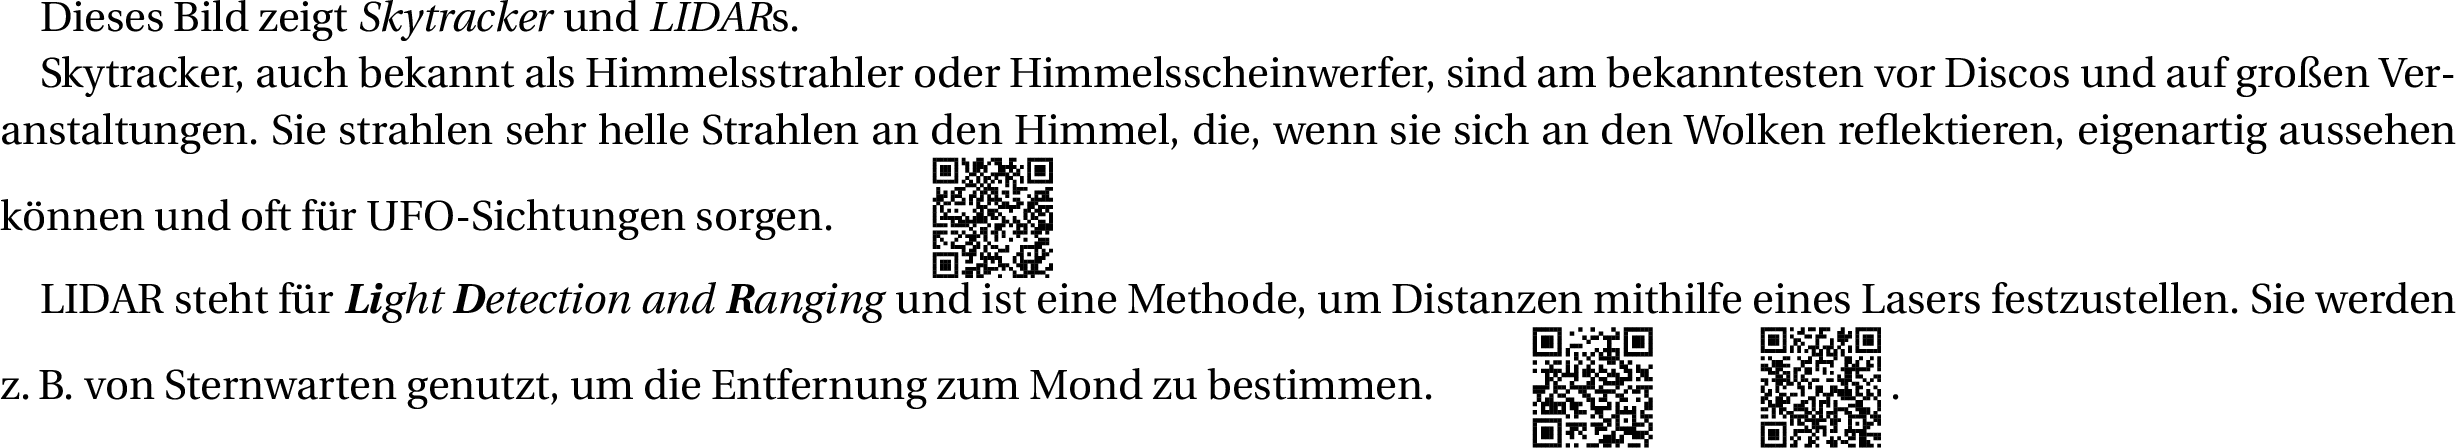 Dieses Bild zeigt Skytracker und LIDARs.
Skytracker, auch bekannt als Himmelsstrahler oder Himmelsscheinwerfer, sind am bekanntesten vor Discos und auf großen Ver-
anstaltungen. Sie strahlen sehr helle Strahlen an den Himmel, die, wenn sie sich an den Wolken reflektieren, eigenartig aussehen
können und oft für UFO-Sichtungen sorgen.
LIDAR steht für Light Detection and Ranging und ist eine Methode, um Distanzen mithilfe eines Lasers festzustellen. Sie werden
z. B. von Sternwarten genutzt, um die Entfernung zum Mond zu bestimmen. .